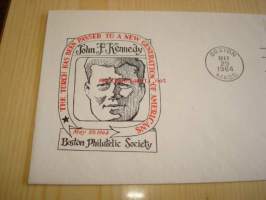 THE TORCH HAS BEEN PASSED TO A NEW GENERATION OF AMERICANS
John F. Kennedy
May 29, 1964
Boston Philatelic Society
BOSTON
MAY
29
1964
MASS.